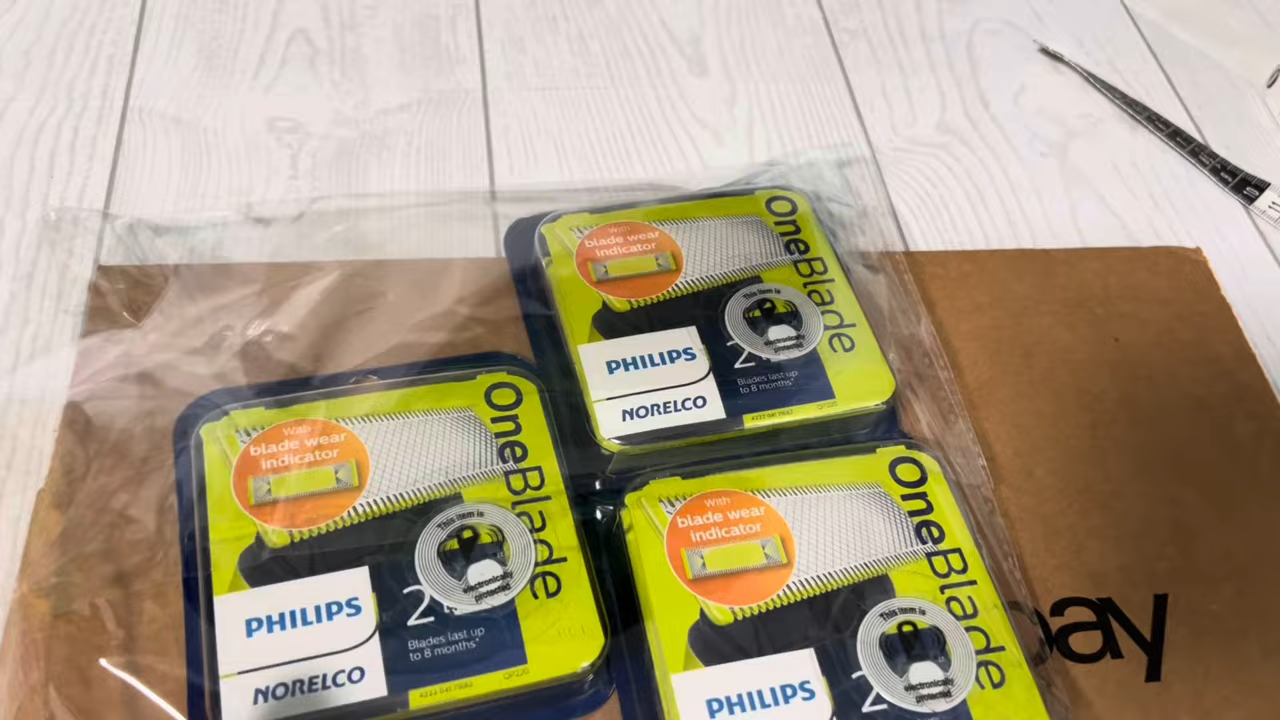 With
blade wear
indicator
OneBlade
This item is
electronically
protected
PHILIPS
NORELCO
2
Blades last up
to 8 months*
QP220
With
blade wear
indicator
OneBlade
This item is
electronically
protected
PHILIPS
NORELCO
2
Blades last up
to 8 months*
QP220
With
blade wear
indicator
OneBlade
This item is
electronically
protected
PHILIPS
2
bay